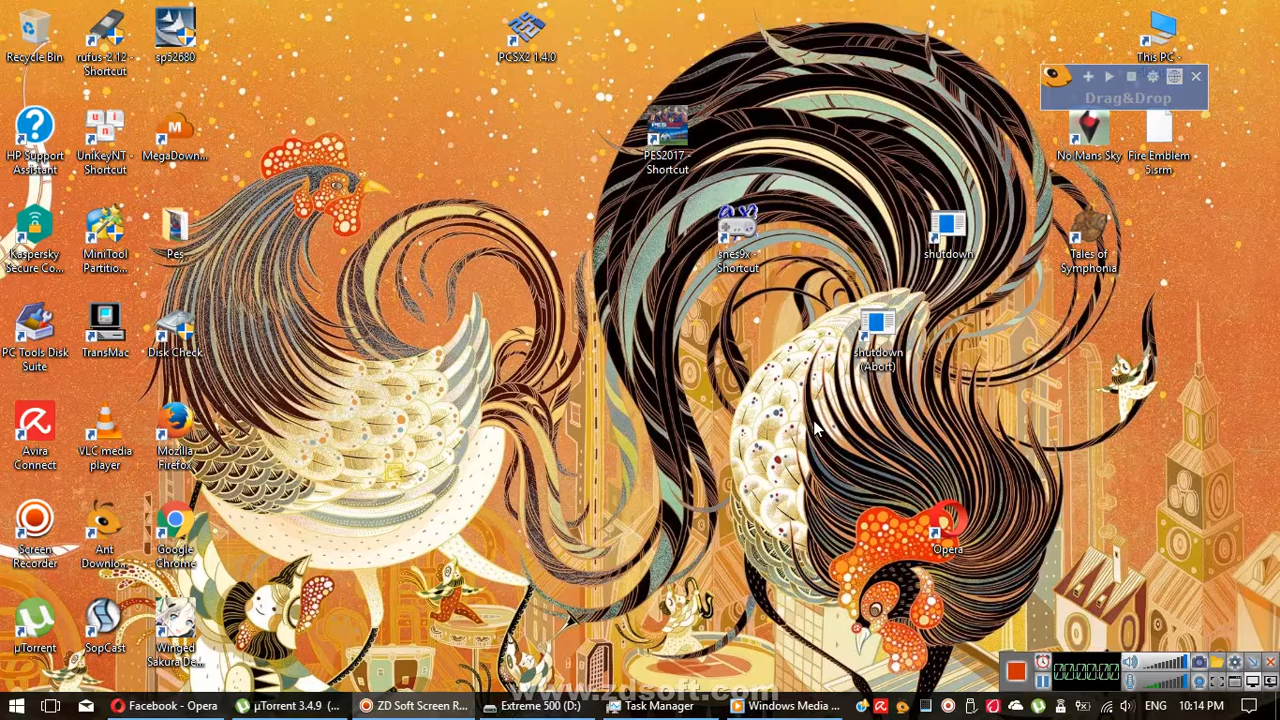 Recycle Bin
rufus-2.12 -
Shortcut
sp52680
PCSX2 1.4.0
This PC -
Drag&Drop
HP Support
Assistant
UniKeyNT -
Shortcut
MegaDown...
PES2017 -
Shortcut
No Mans Sky
Fire Emblem
5.srm
Kaspersky
Secure Co...
MiniTool
Partitio...
Pes
snes9x -
Shortcut
shutdown
Tales of
Symphonia
PC Tools Disk
Suite
TransMac
Disk Check
shutdown
(Abort)
Avira
Connect
VLC media
player
Mozilla
Firefox
Screen
Recorder
Ant
Downlo...
Google
Chrome
Opera
µTorrent
SopCast
Winged
Sakura De...
www.zdsoft.com
Facebook - Opera
µTorrent 3.4.9 (...
ZD Soft Screen R...
Extreme 500 (D:)
Task Manager
Windows Media ...
ENG
10:14 PM